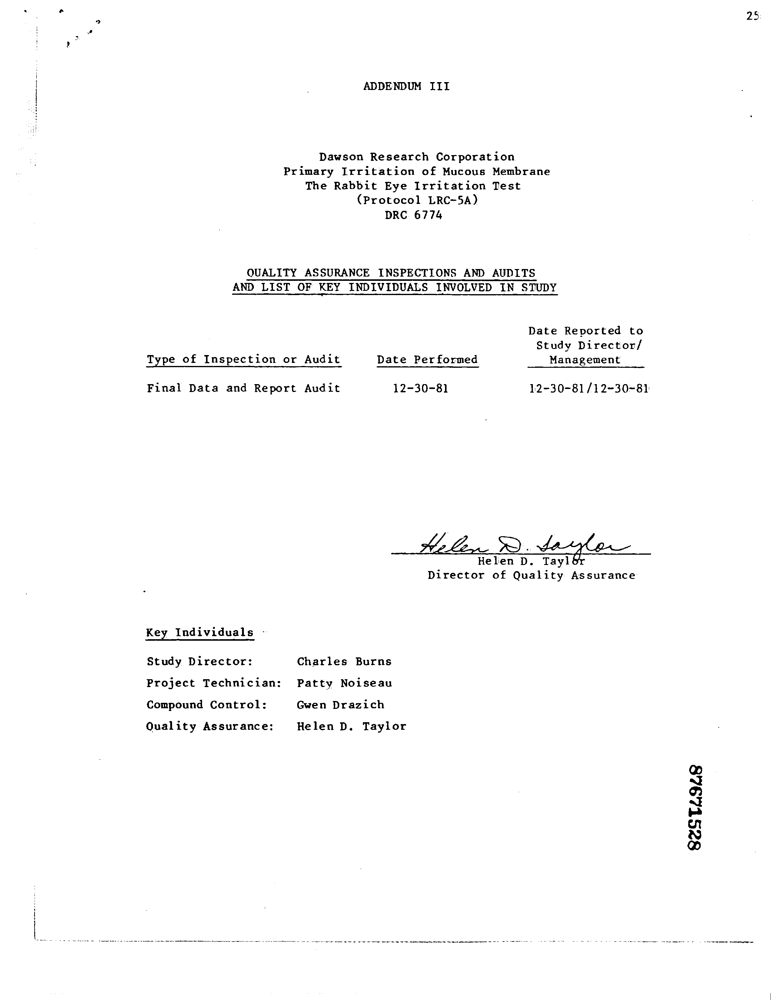 25
ADDENDUM III
Dawson Research Corporation
Primary Irritation of Mucous Membrane
The Rabbit Eye Irritation Test
(Protocol LRC-5A)
DRC 6774
QUALITY ASSURANCE INSPECTIONS AND AUDITS
AND LIST OF KEY INDIVIDUALS INVOLVED IN STUDY
Date Reported to
Study Director/
Type of Inspection or Audit Date Performed Management
Final Data and Report Audit 12-30-81 12-30-81/12-30-81
Helen D. Taylor
Helen D. Taylor
Director of Quality Assurance
Key Individuals
Study Director: Charles Burns
Project Technician: Patty Noiseau
Compound Control: Gwen Drazich
Quality Assurance: Helen D. Taylor
87671528